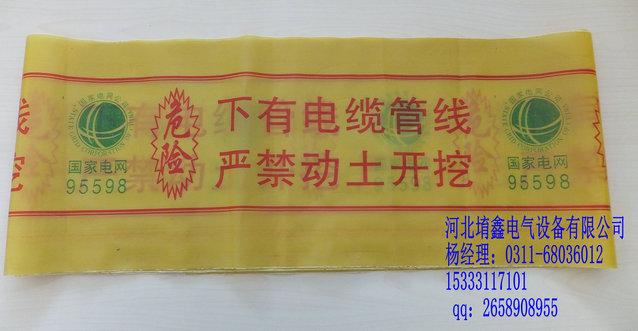 国家电网
95598
危险
下有电缆管线
严禁动土开挖
国家电网
95598
河北堉鑫电气设备有限公司
杨经理：0311-68036012
15333117101
qq：2658908955